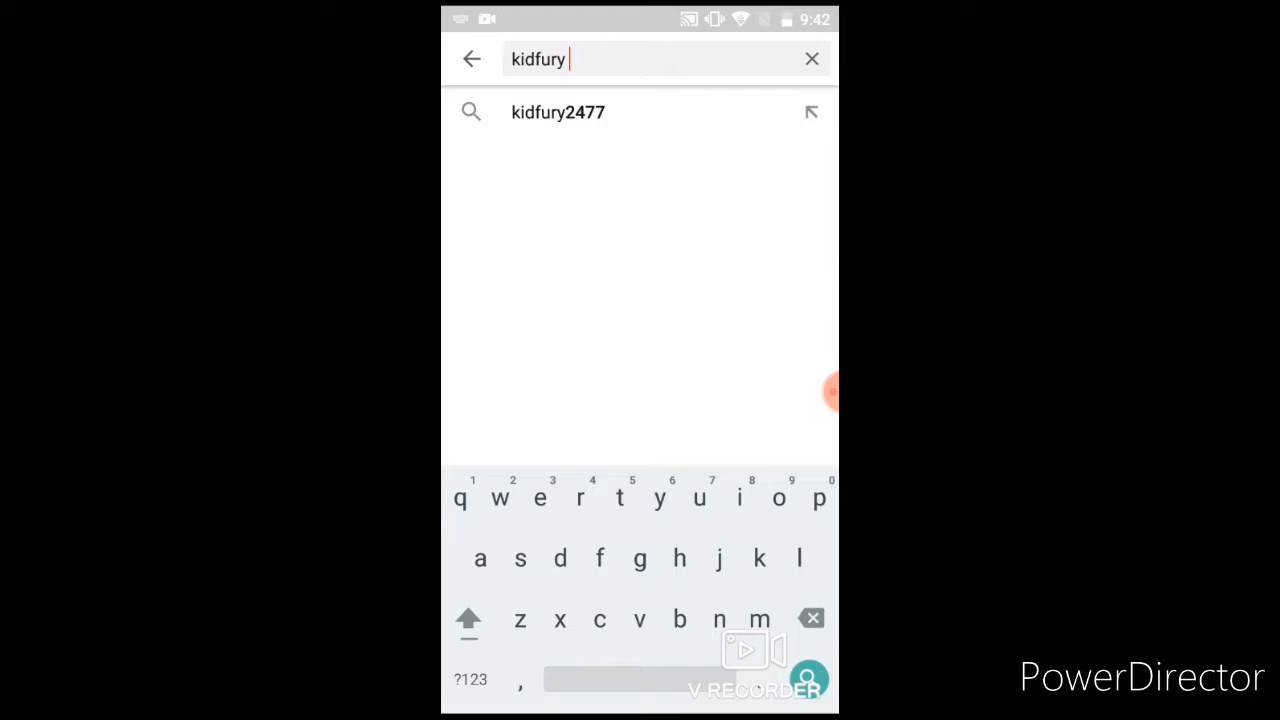 9:42
kidfury
kidfury2477
1 2 3 4 5 6 7 8 9 0
q w e r t y u i o p
a s d f g h j k l
z x c v b n m
?123 , .
V RECORDER
PowerDirector